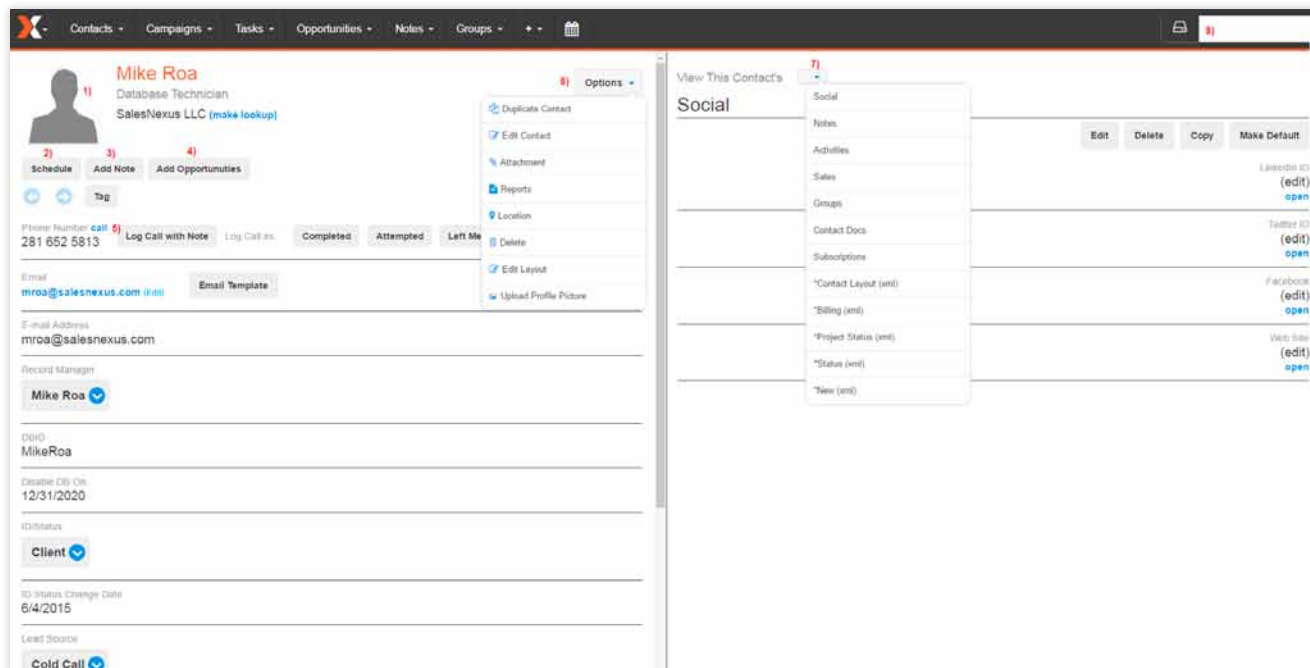 Contacts Campaigns Tasks Opportunities Notes Groups + 8)
Mike Roa
1)
Database Technician
SalesNexus LLC (make lookup)
6) Options
2) 3) 4)
Schedule Add Note Add Opportunuties
Tag
Phone Number call 5)
281 652 5813 Log Call with Note Log Call as: Completed Attempted Left Me
Email
mroa@salesnexus.com (Edit) Email Template
E-mail Address
mroa@salesnexus.com
Record Manager
Mike Roa
DBID
MikeRoa
Disable DB On
12/31/2020
ID/Status
Client
ID Status Change Date
6/4/2015
Lead Source
Cold Call
Duplicate Contact
Edit Contact
Attachment
Reports
Location
Delete
Edit Layout
Upload Profile Picture
View This Contact's 7)
Social
Social
Notes
Activities
Sales
Groups
Contact Docs
Subscriptions
*Contact Layout (xml)
*Billing (xml)
*Project Status (xml)
*Status (xml)
*New (xml)
Edit Delete Copy Make Default
LinkedIn ID
(edit)
open
Twitter ID
(edit)
open
Facebook
(edit)
open
Web Site
(edit)
open